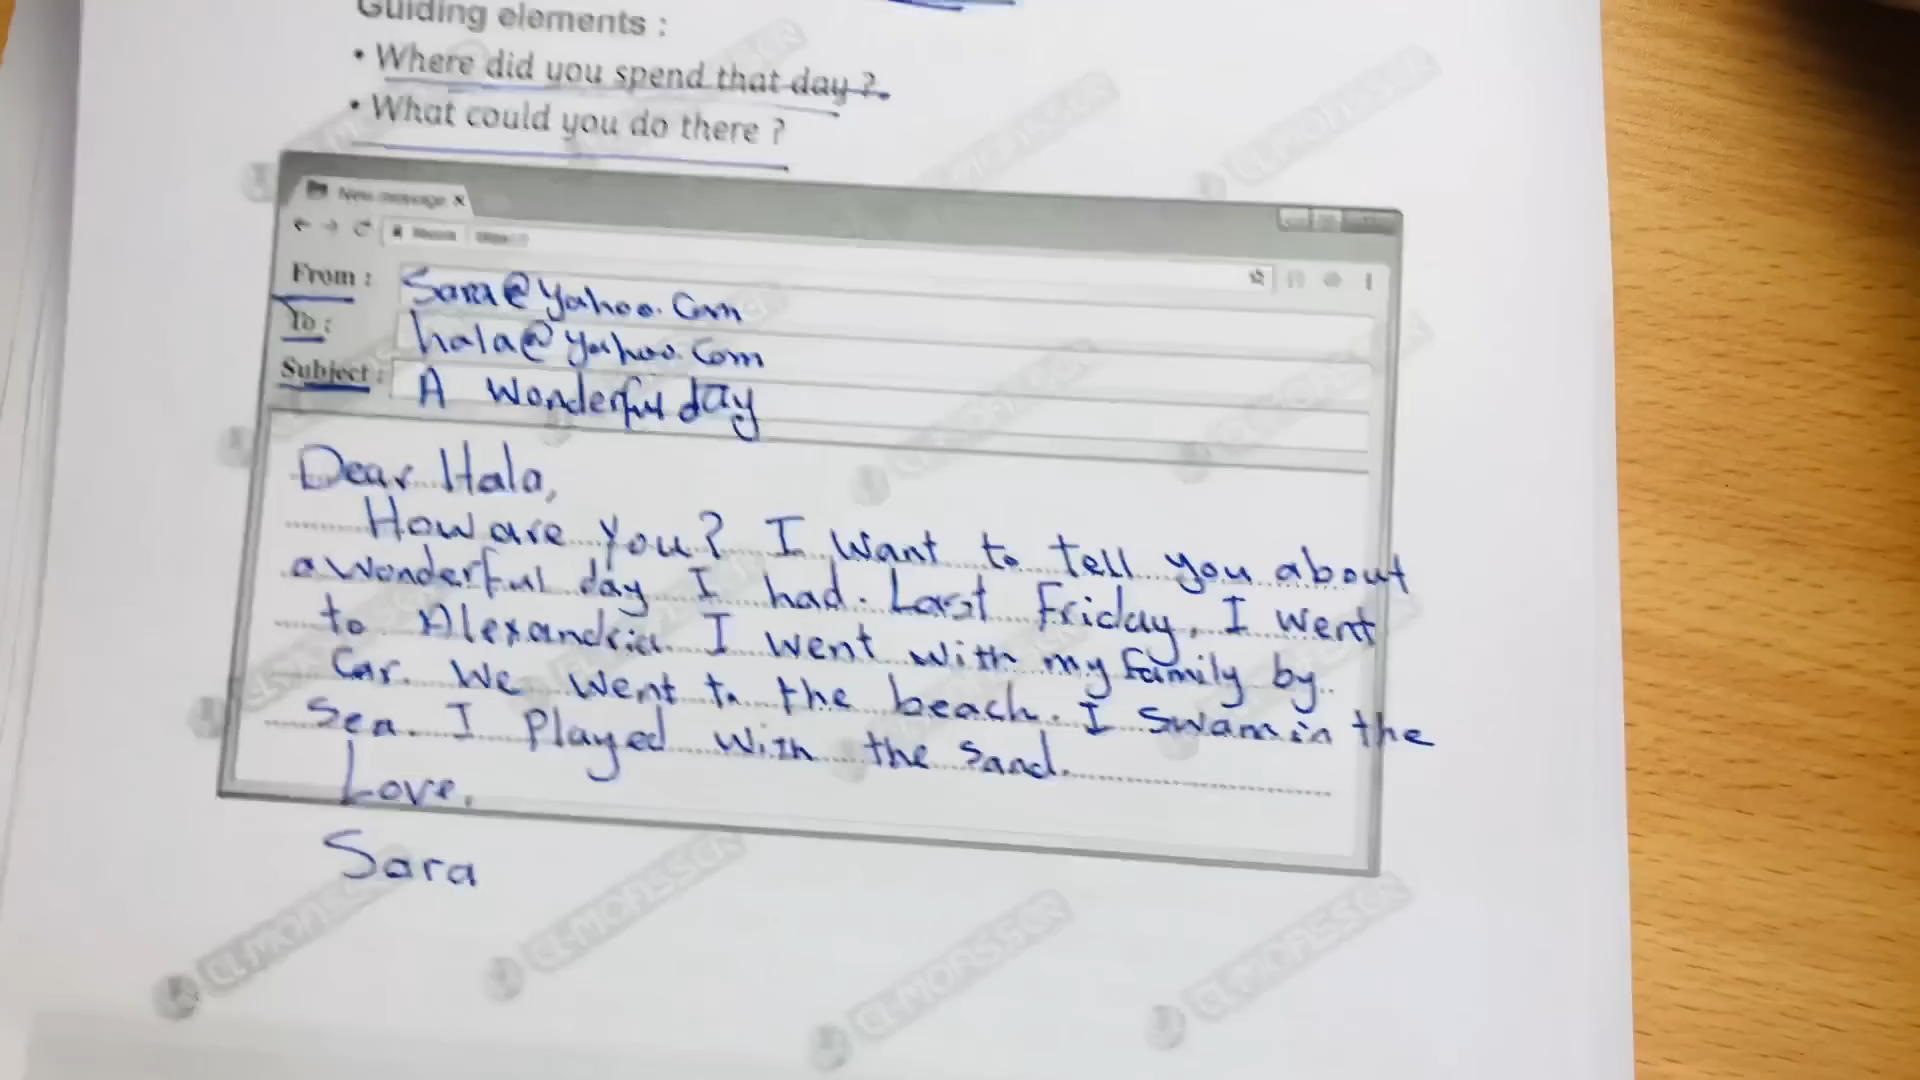 Guiding elements :
• Where did you spend that day ?
• What could you do there ?
New message x
From : Sara@yahoo.Com
To : hala@yahoo.Com
Subject : A wonderful day
Dear Hala,
How are you? I want to tell you about
a wonderful day I had. Last Friday, I went
to Alexandria. I went with my family by
Car. We went to the beach. I swam in the
Sea. I Played with the sand.
Love,
Sara